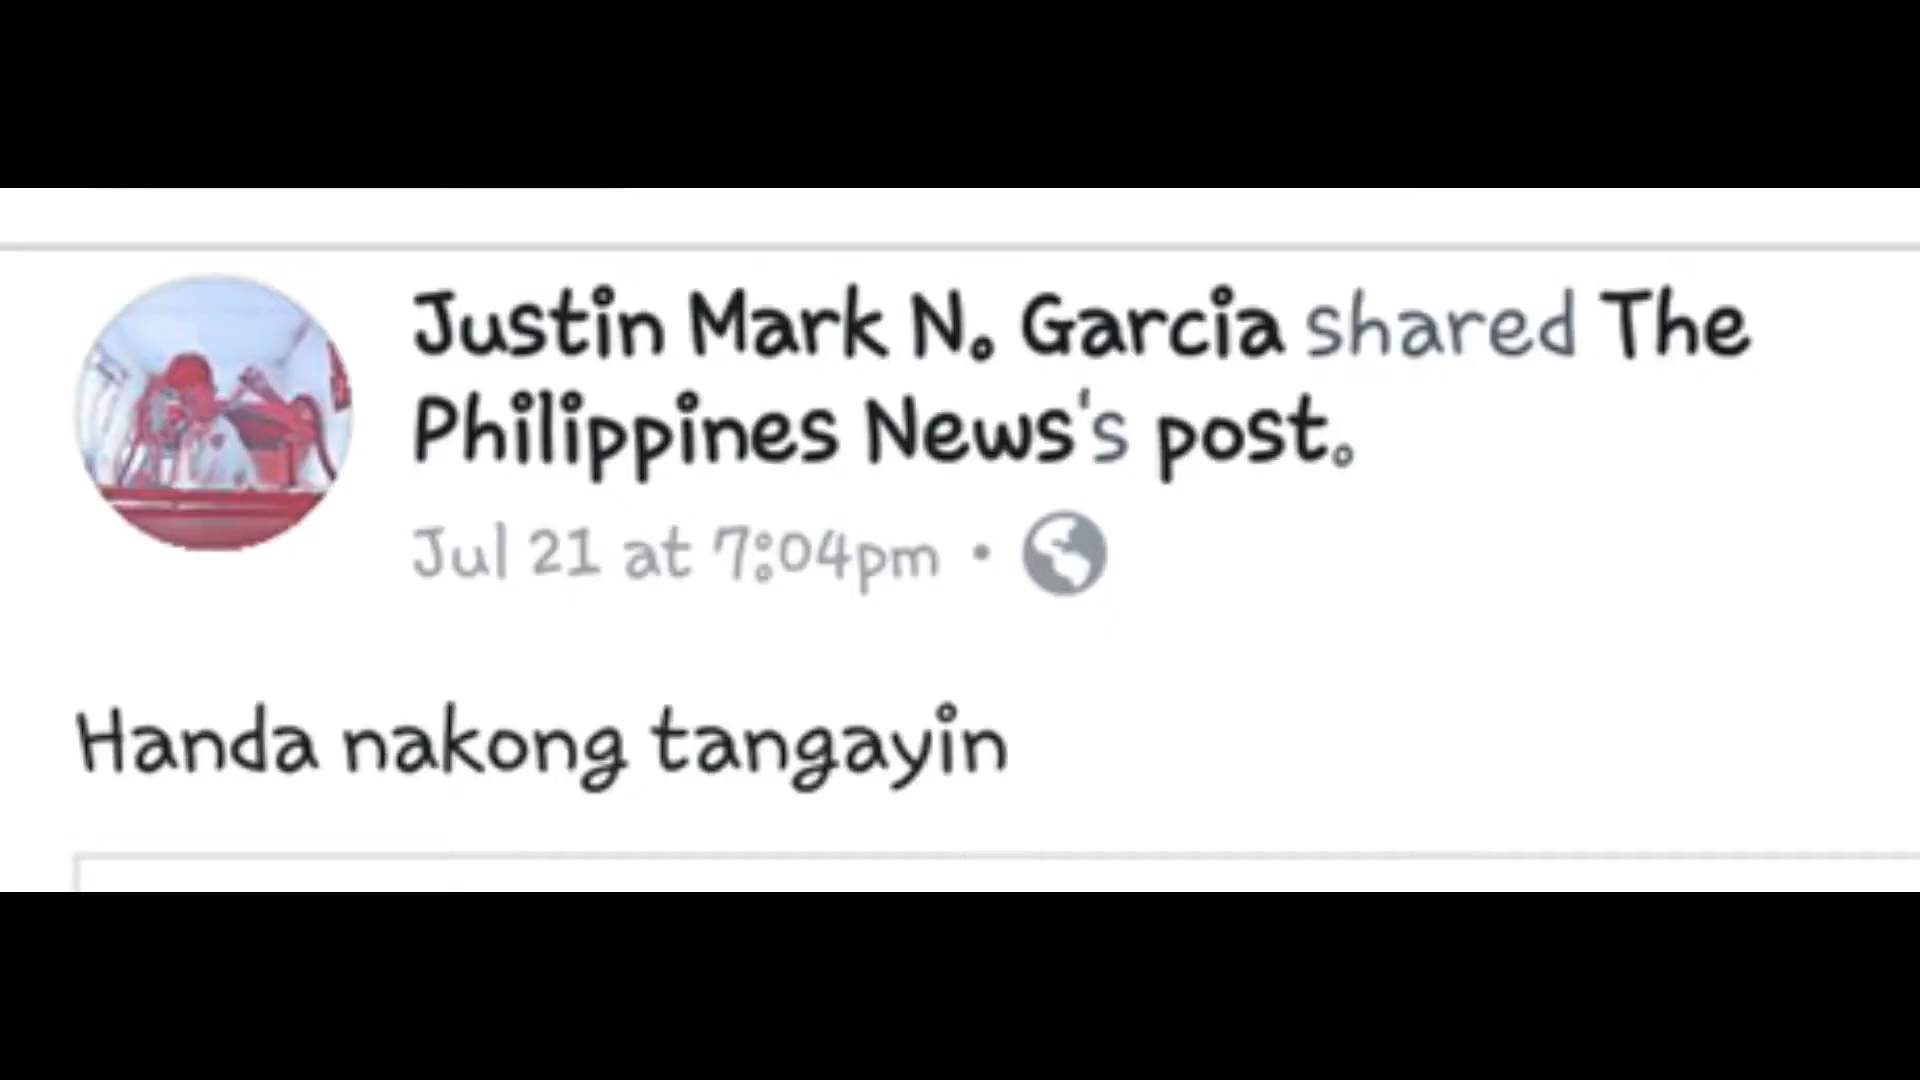 Justin Mark N. Garcia shared The
Philippines News's post.
Jul 21 at 7:04pm •
Handa nakong tangayin